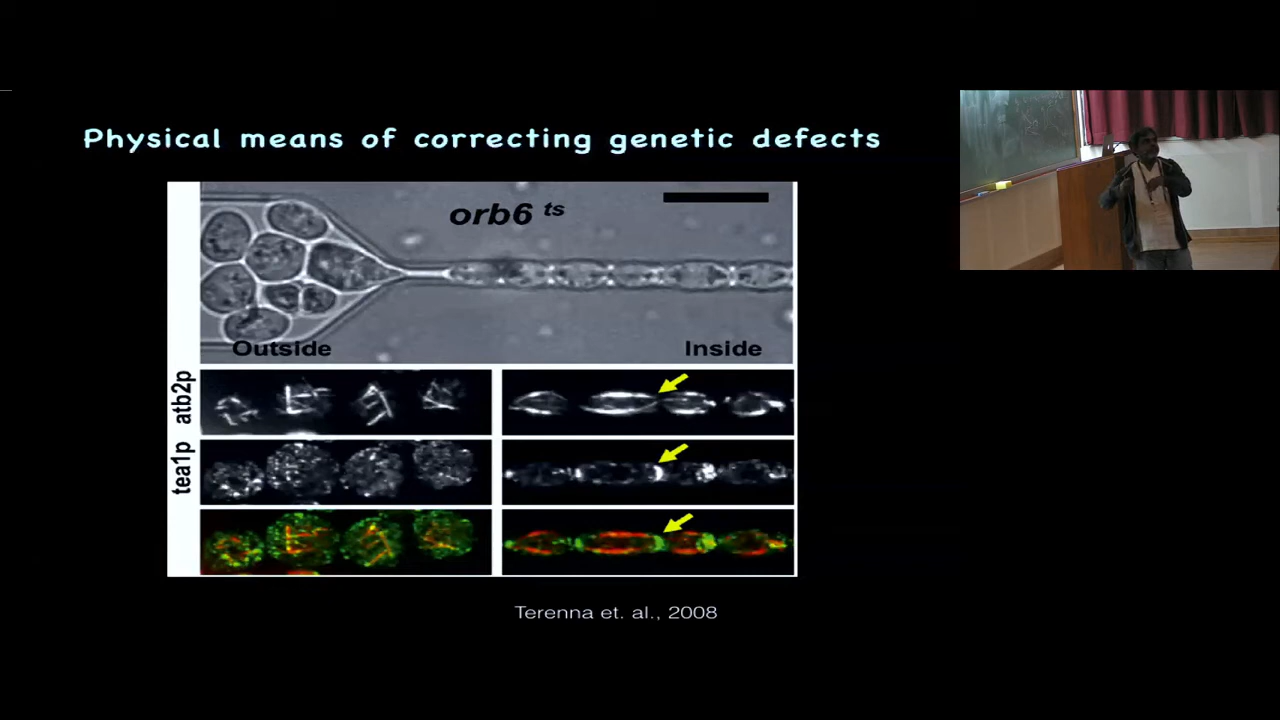 Physical means of correcting genetic defects
orb6 ts
Outside
Inside
atb2p
tea1p
Terenna et. al., 2008